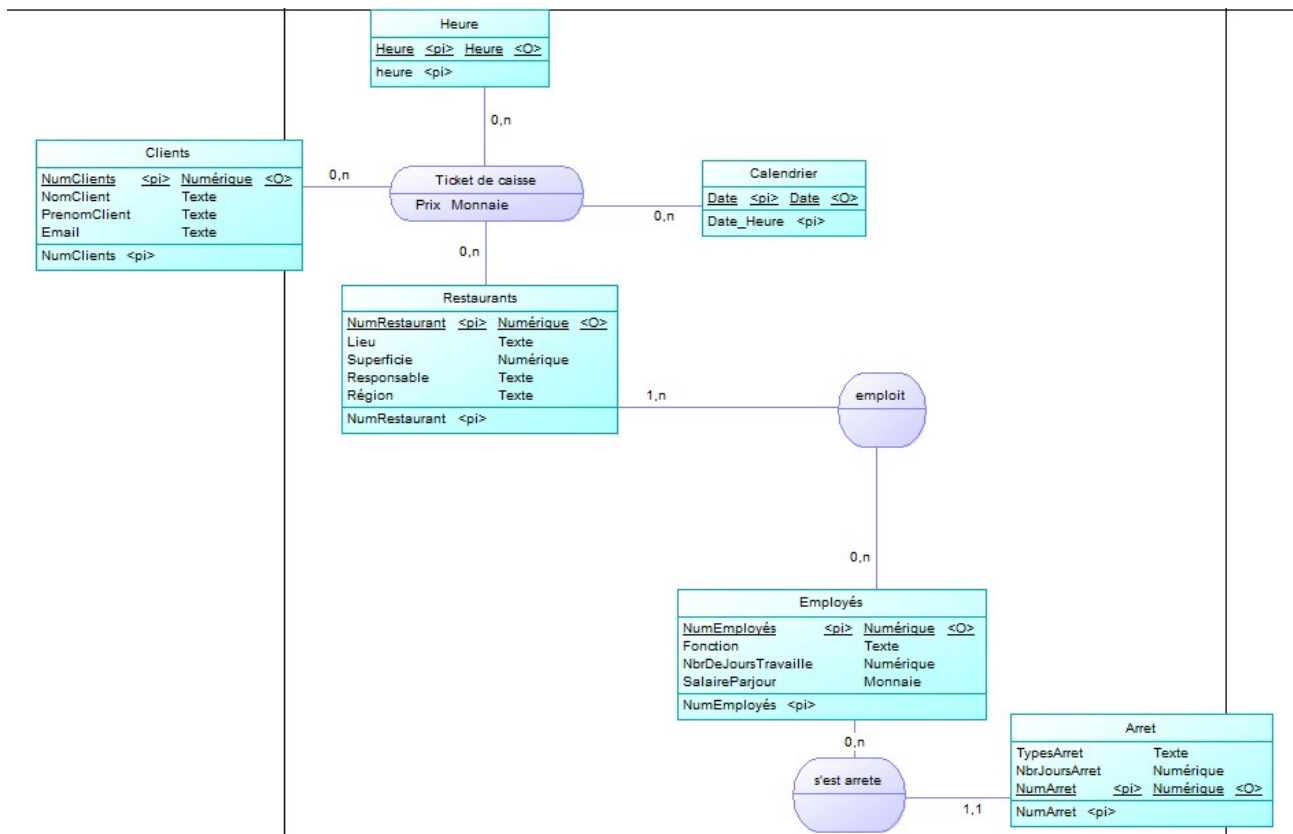 Heure
Heure <pi> Heure <O>
heure <pi>
0,n
Clients
NumClients <pi> Numérique <O>
NomClient Texte
PrenomClient Texte
Email Texte
NumClients <pi>
0,n
Ticket de caisse
Prix Monnaie
0,n
Calendrier
Date <pi> Date <O>
Date_Heure <pi>
0,n
Restaurants
NumRestaurant <pi> Numérique <O>
Lieu Texte
Superficie Numérique
Responsable Texte
Région Texte
NumRestaurant <pi>
1,n
emploit
0,n
Employés
NumEmployés <pi> Numérique <O>
Fonction Texte
NbrDeJoursTravaille Numérique
SalaireParjour Monnaie
NumEmployés <pi>
0,n
s'est arrete
1,1
Arret
TypesArret Texte
NbrJoursArret Numérique
NumArret <pi> Numérique <O>
NumArret <pi>